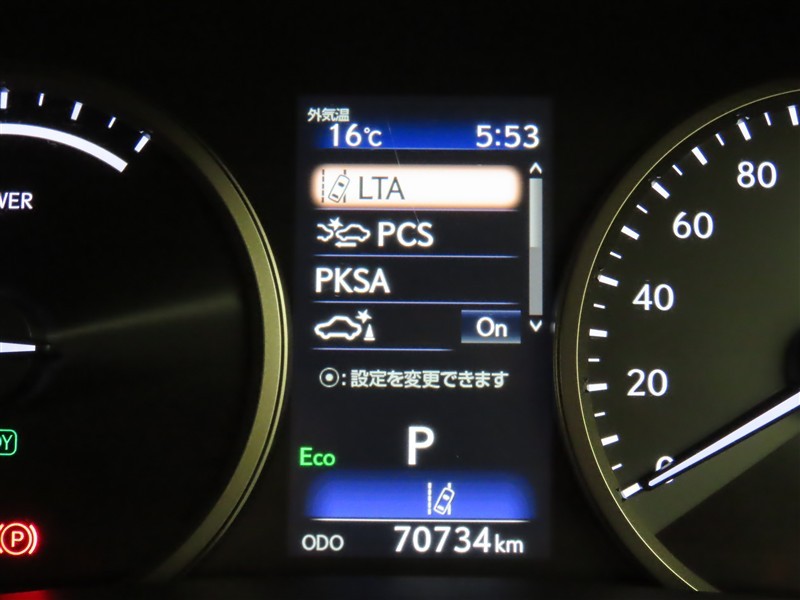 外気温
16℃ 5:53
LTA
PCS
PKSA
On
⦿:設定を変更できます
P
Eco
ODO 70734km
80
60
40
20
0
P